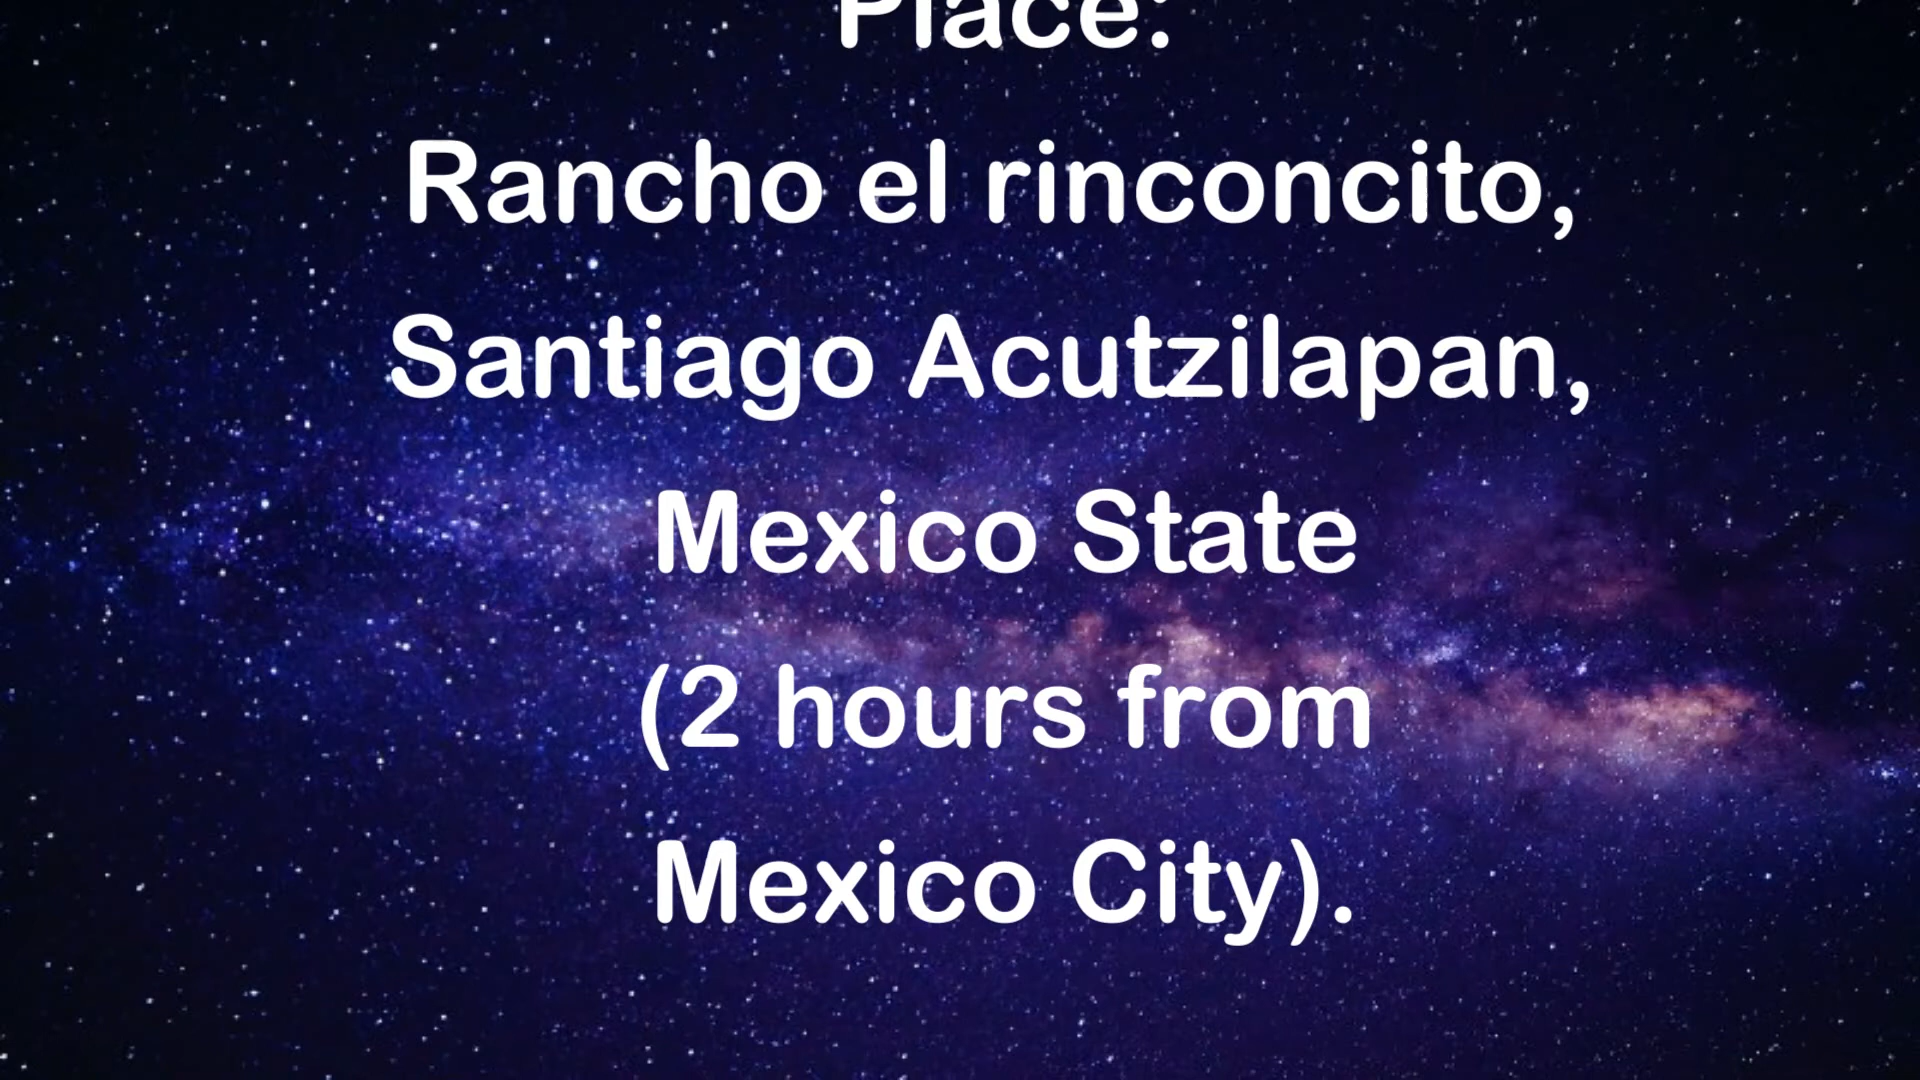 Place:
Rancho el rinconcito,
Santiago Acutzilapan,
Mexico State
(2 hours from
Mexico City).